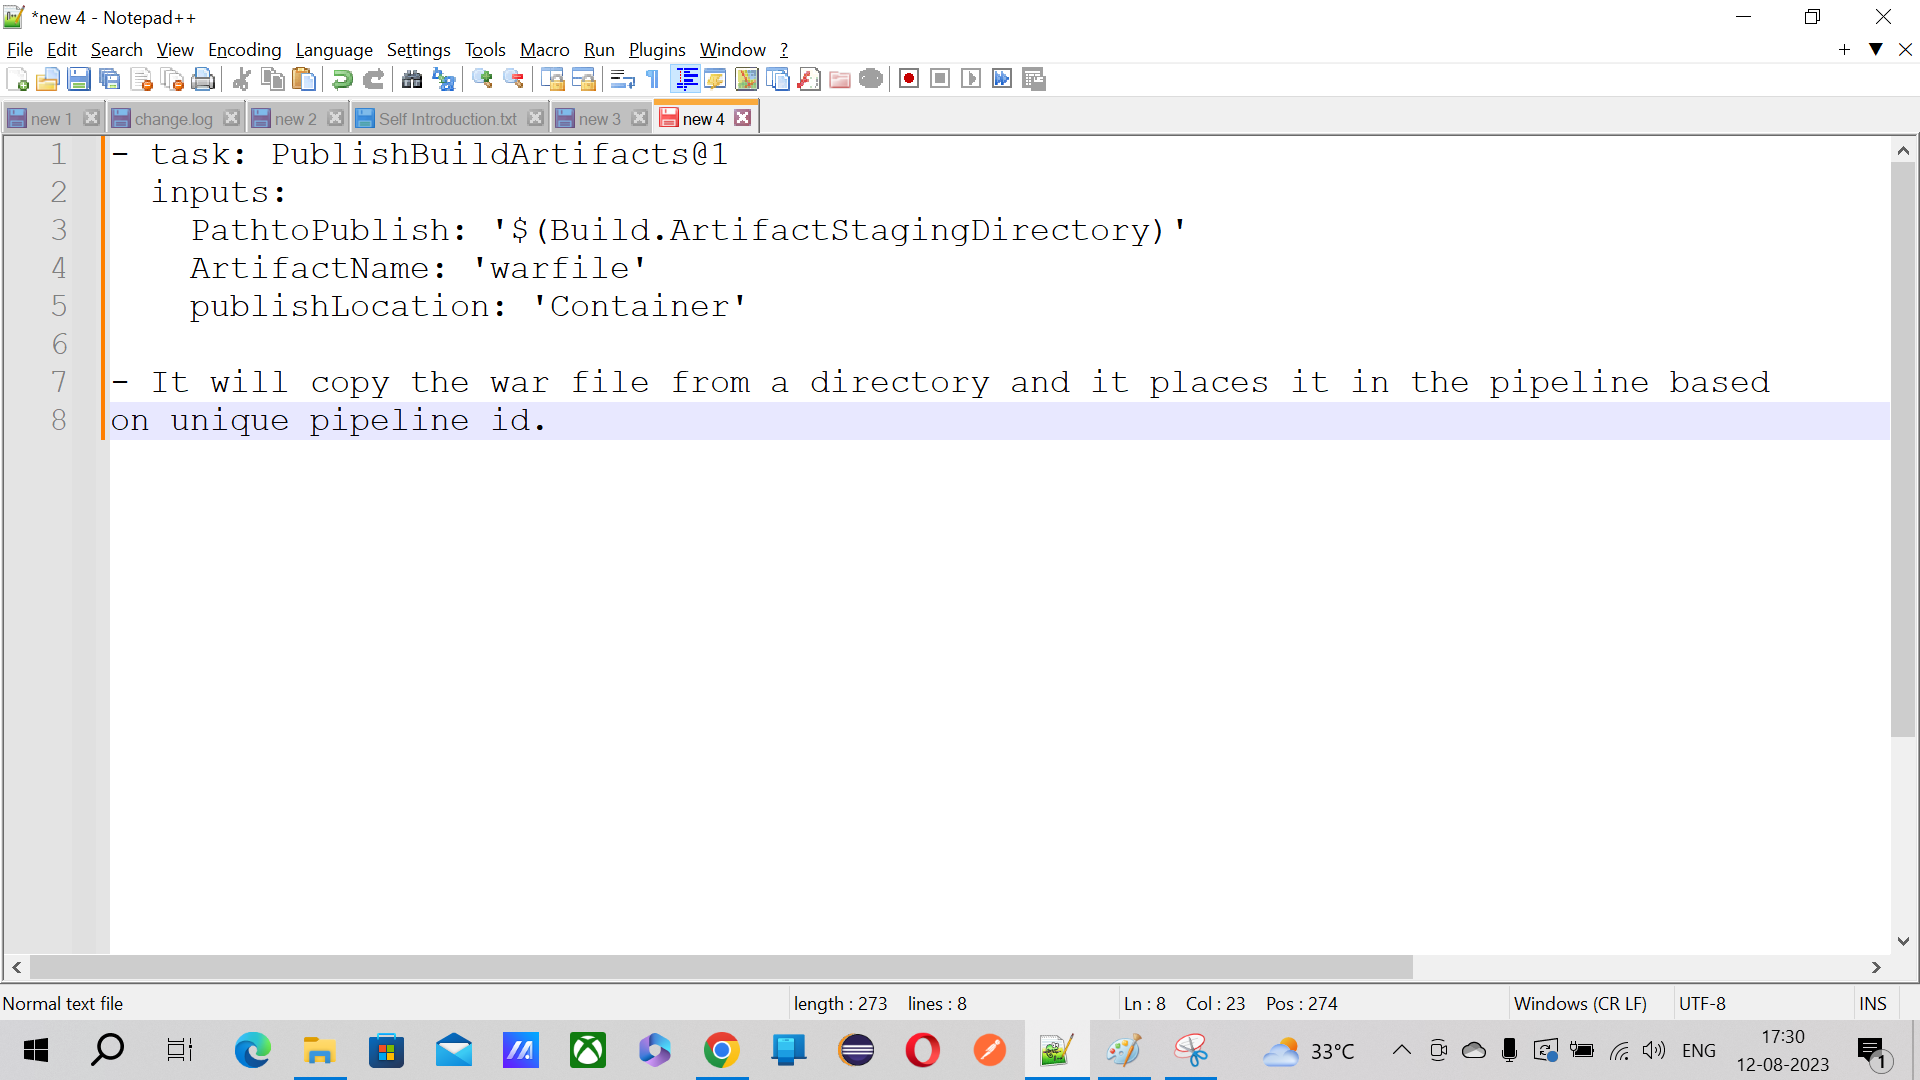 *new 4 - Notepad++
File Edit Search View Encoding Language Settings Tools Macro Run Plugins Window ?
new 1 change.log new 2 Self Introduction.txt new 3 new 4
1 - task: PublishBuildArtifacts@1
2 inputs:
3 PathtoPublish: '$(Build.ArtifactStagingDirectory)'
4 ArtifactName: 'warfile'
5 publishLocation: 'Container'
6
7 - It will copy the war file from a directory and it places it in the pipeline based
8 on unique pipeline id.
Normal text file length : 273 lines : 8 Ln : 8 Col : 23 Pos : 274 Windows (CR LF) UTF-8 INS
33°C ENG 17:30
12-08-2023 1